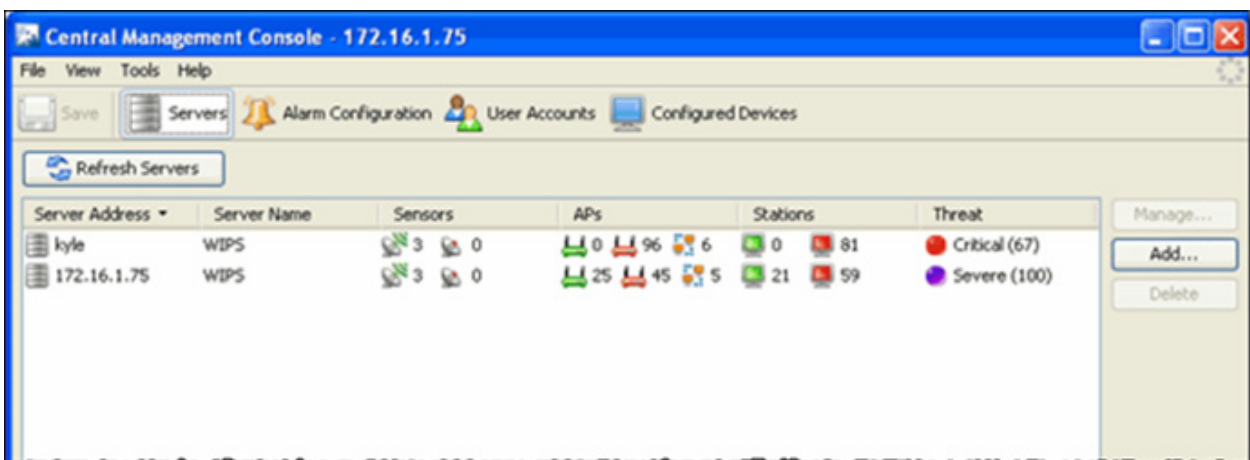 Central Management Console - 172.16.1.75
File View Tools Help
Save Servers Alarm Configuration User Accounts Configured Devices
Refresh Servers
Server Address Server Name Sensors APs Stations Threat
kyle WIPS 3 0 0 96 6 0 81 Critical (67)
172.16.1.75 WIPS 3 0 25 45 5 21 59 Severe (100)
Manage...
Add...
Delete